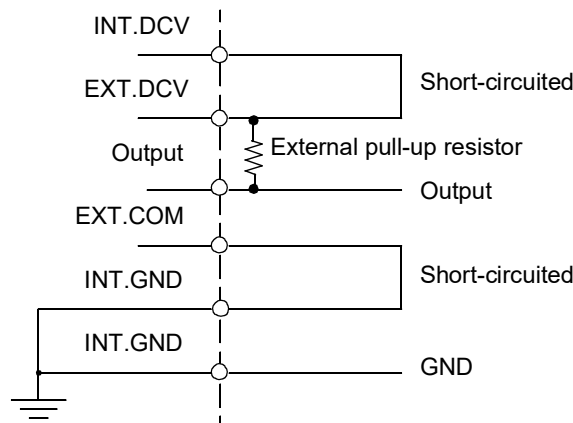 INT.DCV
Short-circuited
EXT.DCV
External pull-up resistor
Output
Output
EXT.COM
Short-circuited
INT.GND
INT.GND
GND